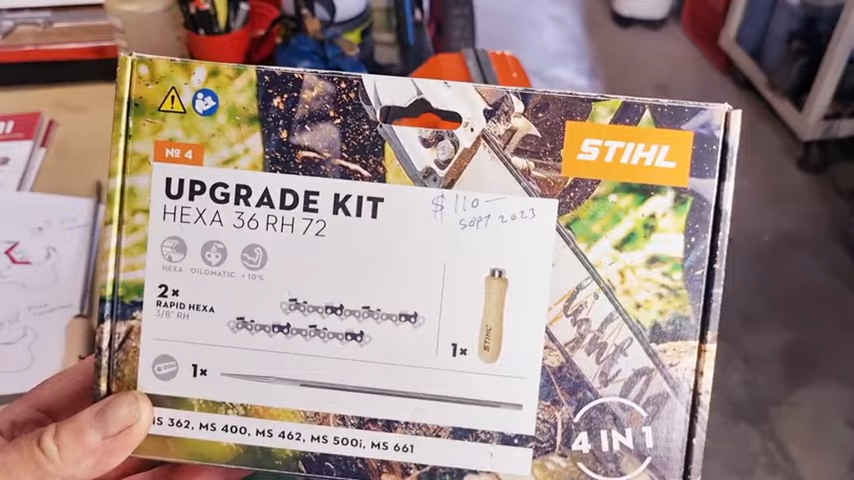 STIHL
№ 4
UPGRADE KIT
HEXA 36 RH 72
$ 110 —
SEPT 2023
HEXA OILOMATIC +10%
2×
RAPID HEXA
3/8" RH
STIHL
1×
1×
light
MS 362, MS 400, MS 462, MS 500i, MS 661
4 IN 1